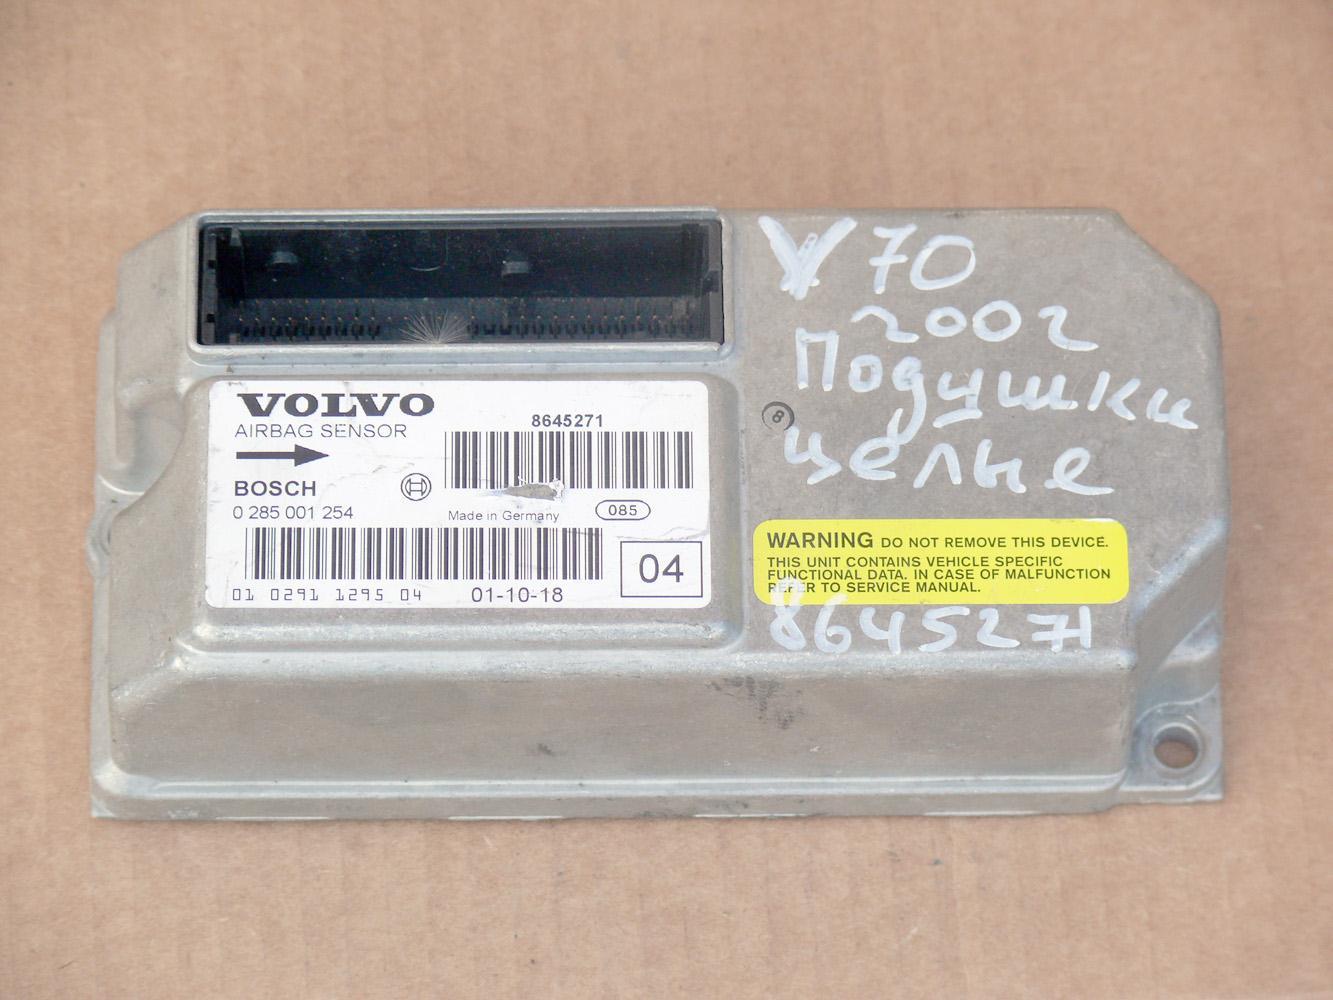 VOLVO
AIRBAG SENSOR
8645271
BOSCH
0 285 001 254
Made in Germany
085
01 0291 1295 04
01-10-18
04
V70
2002
Подушки
целые
8
WARNING DO NOT REMOVE THIS DEVICE.
THIS UNIT CONTAINS VEHICLE SPECIFIC
FUNCTIONAL DATA. IN CASE OF MALFUNCTION
REFER TO SERVICE MANUAL.
8645271